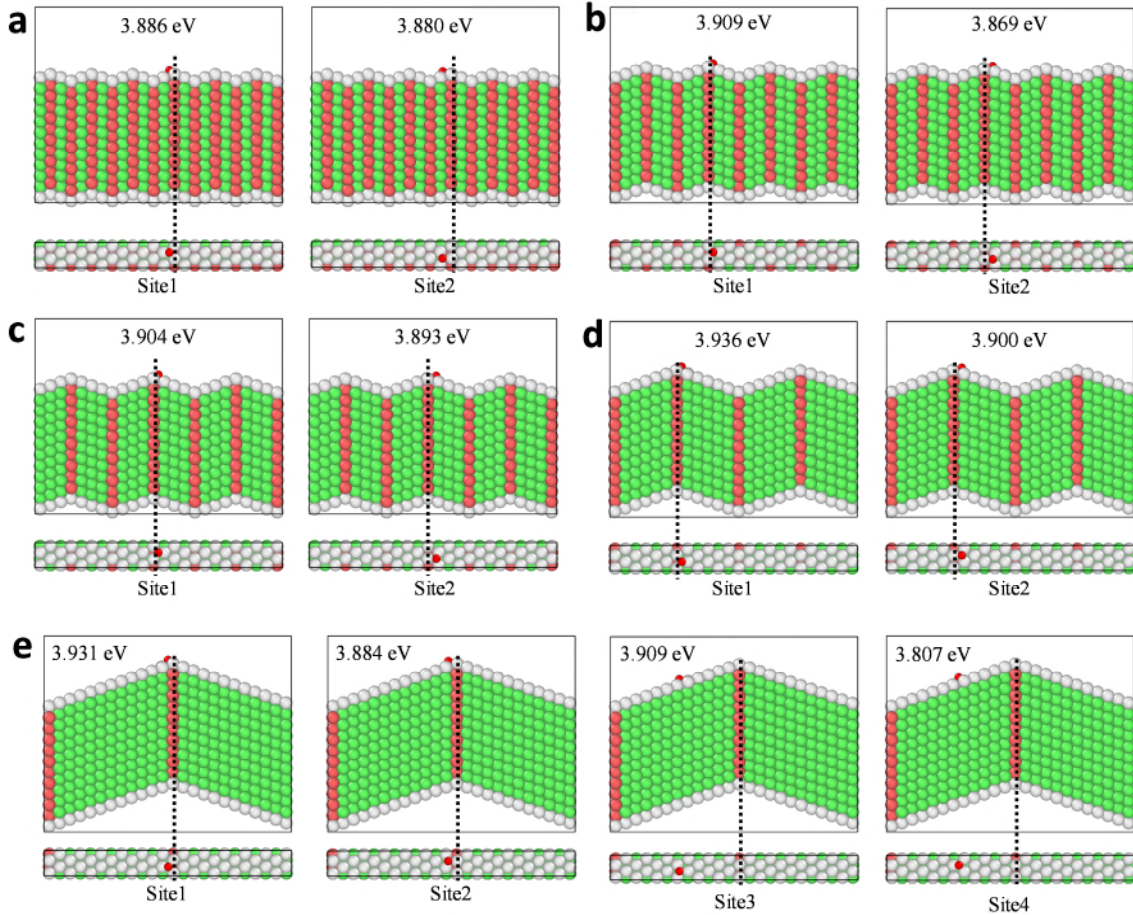 a
3.886 eV
3.880 eV
Site1
Site2
b
3.909 eV
3.869 eV
Site1
Site2
c
3.904 eV
3.893 eV
Site1
Site2
d
3.936 eV
3.900 eV
Site1
Site2
e
3.931 eV
3.884 eV
3.909 eV
3.807 eV
Site1
Site2
Site3
Site4